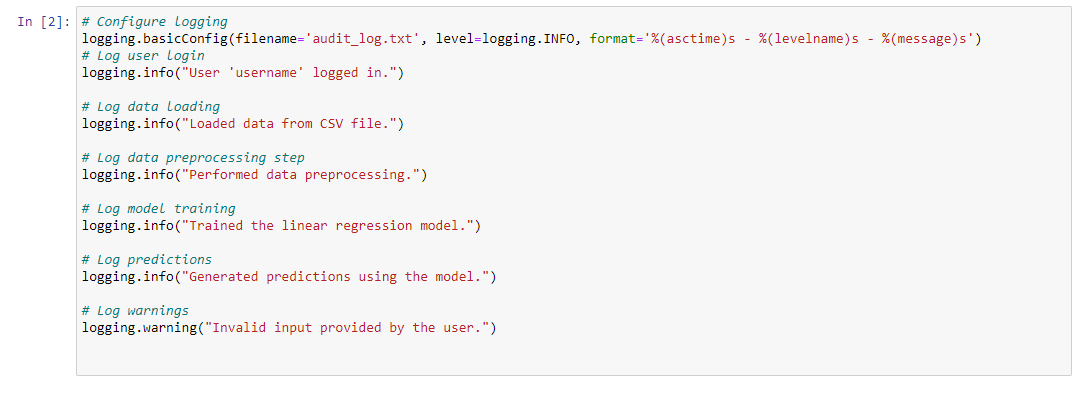 In [2]: # Configure logging
logging.basicConfig(filename='audit_log.txt', level=logging.INFO, format='%(asctime)s - %(levelname)s - %(message)s')
# Log user login
logging.info("User 'username' logged in.")
# Log data loading
logging.info("Loaded data from CSV file.")
# Log data preprocessing step
logging.info("Performed data preprocessing.")
# Log model training
logging.info("Trained the linear regression model.")
# Log predictions
logging.info("Generated predictions using the model.")
# Log warnings
logging.warning("Invalid input provided by the user.")